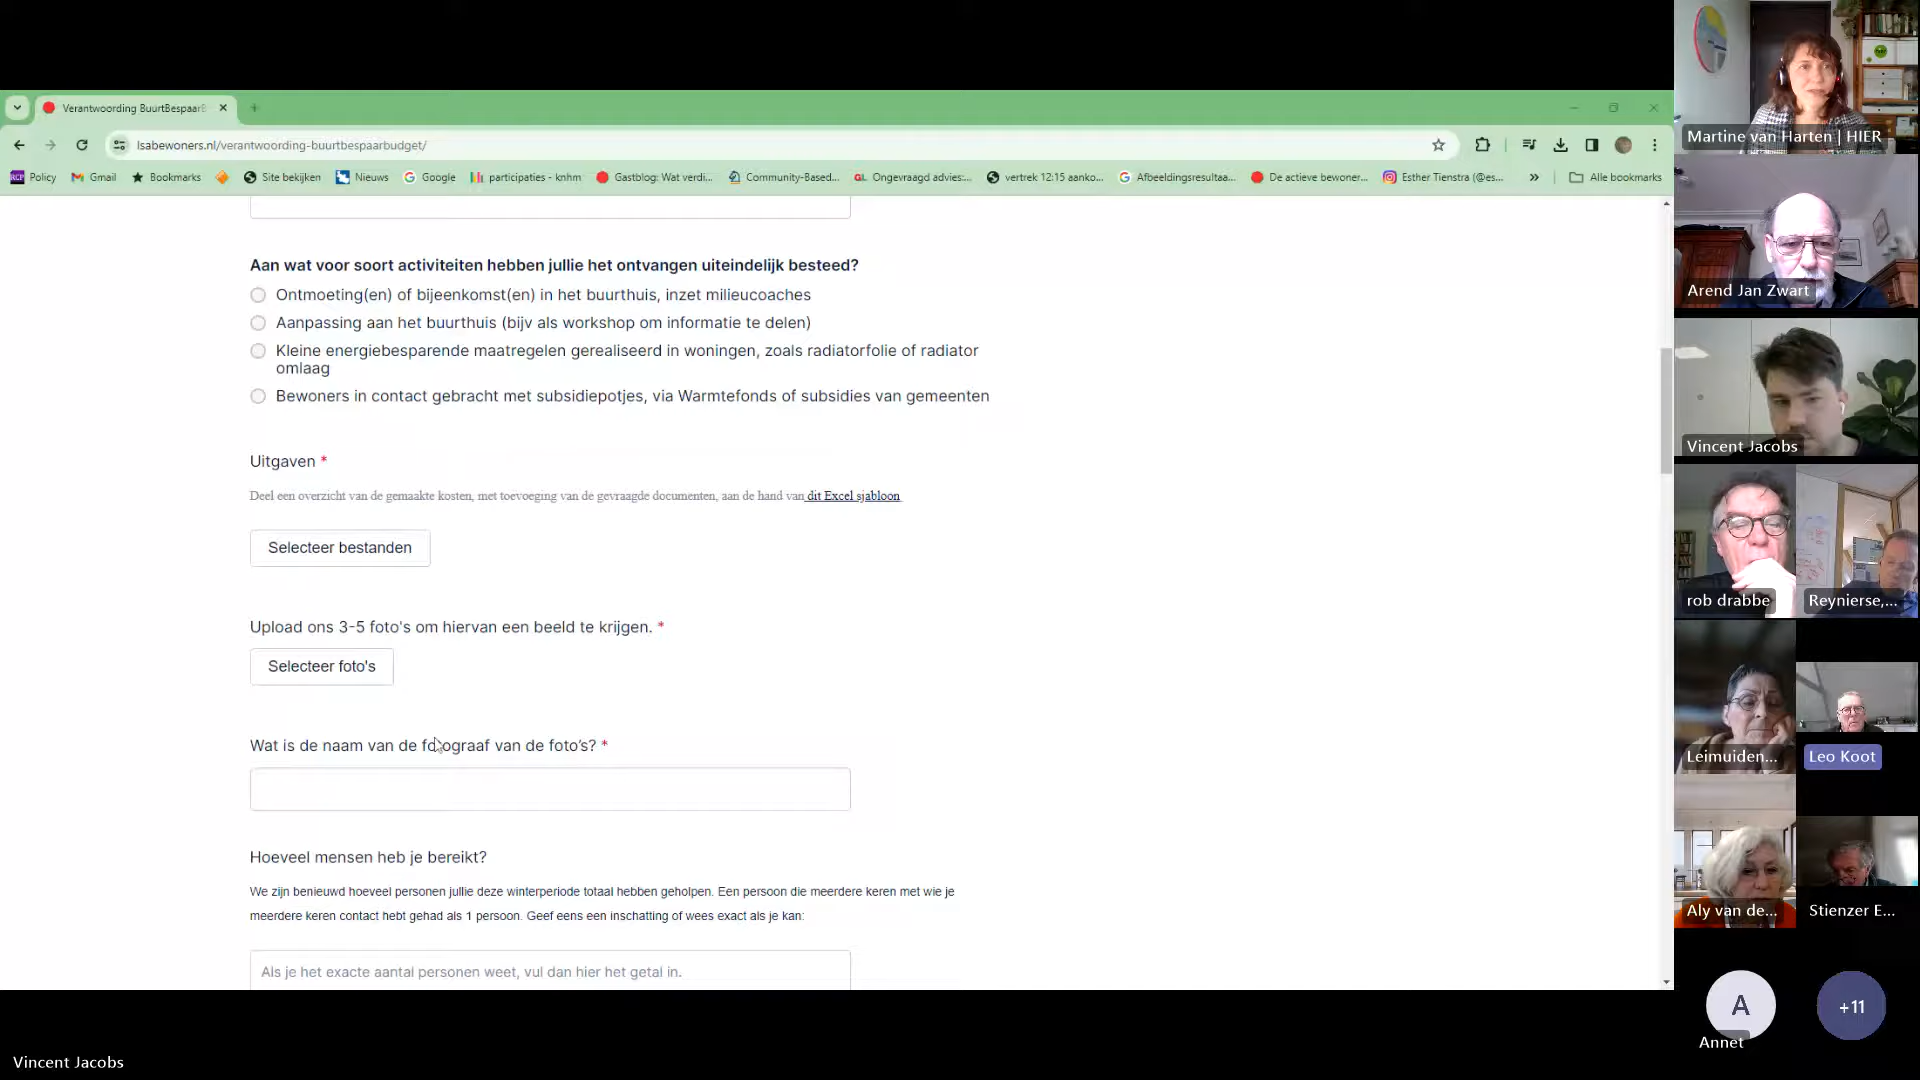 Verantwoording BuurtBespaarB
lsabewoners.nl/verantwoording-buurtbespaarbudget/
Policy
Gmail
Bookmarks
Site bekijken
Nieuws
Google
participaties - knhm
Gastblog: Wat verdi...
Community-Based...
Ongevraagd advies:...
vertrek 12:15 aanko...
Afbeeldingsresultaa...
De actieve bewoner...
Esther Tienstra (@es...
»
Alle bookmarks
Aan wat voor soort activiteiten hebben jullie het ontvangen uiteindelijk besteed?
Ontmoeting(en) of bijeenkomst(en) in het buurthuis, inzet milieucoaches
Aanpassing aan het buurthuis (bijv als workshop om informatie te delen)
Kleine energiebesparende maatregelen gerealiseerd in woningen, zoals radiatorfolie of radiator
omlaag
Bewoners in contact gebracht met subsidiepotjes, via Warmtefonds of subsidies van gemeenten
Uitgaven *
Deel een overzicht van de gemaakte kosten, met toevoeging van de gevraagde documenten, aan de hand van dit Excel sjabloon
Selecteer bestanden
Upload ons 3-5 foto's om hiervan een beeld te krijgen. *
Selecteer foto's
Wat is de naam van de fotograaf van de foto's? *
Hoeveel mensen heb je bereikt?
We zijn benieuwd hoeveel personen jullie deze winterperiode totaal hebben geholpen. Een persoon die meerdere keren met wie je
meerdere keren contact hebt gehad als 1 persoon. Geef eens een inschatting of wees exact als je kan:
Als je het exacte aantal personen weet, vul dan hier het getal in.
Martine van Harten | HIER
Arend Jan Zwart
Vincent Jacobs
rob drabbe
Reynierse,...
Leimuiden...
Leo Koot
Aly van de...
Stienzer E...
A
Annet
+11
Vincent Jacobs